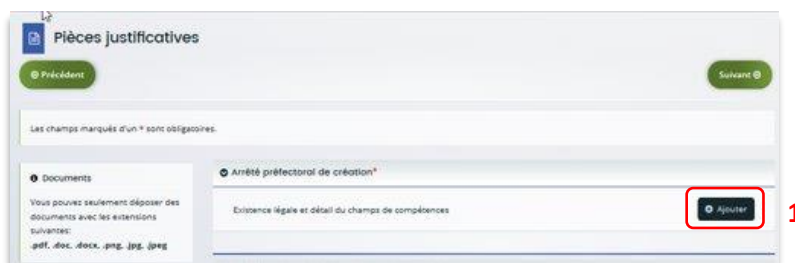 Pièces justificatives
Précédent
Suivant
Les champs marqués d'un * sont obligatoires.
Documents
Vous pouvez seulement déposer des
documents avec les extensions
suivantes:
.pdf, .doc, .docx, .png, .jpg, .jpeg
Arrêté préfectoral de création*
Existence légale et détail du champs de compétences
Ajouter
1